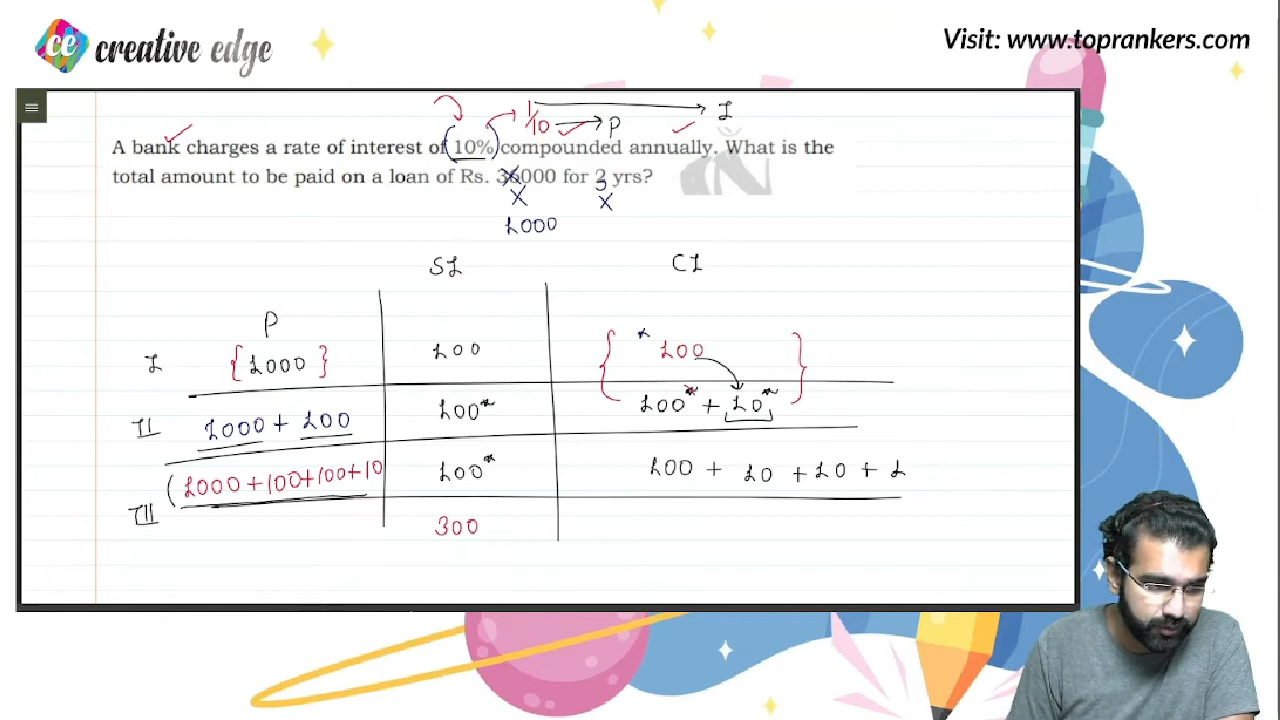 ce creative edge
Visit: www.toprankers.com
1/10 → P → I
A bank charges a rate of interest of (10%) compounded annually. What is the
total amount to be paid on a loan of Rs. 36000 for 3 yrs?
x x
1000
SI CI
P
I {1000} 100 {100}
II 1000 + 100 100* 100* + 10*
III (1000+100+100+10 100* 100 + 10 + 10 + 1
300